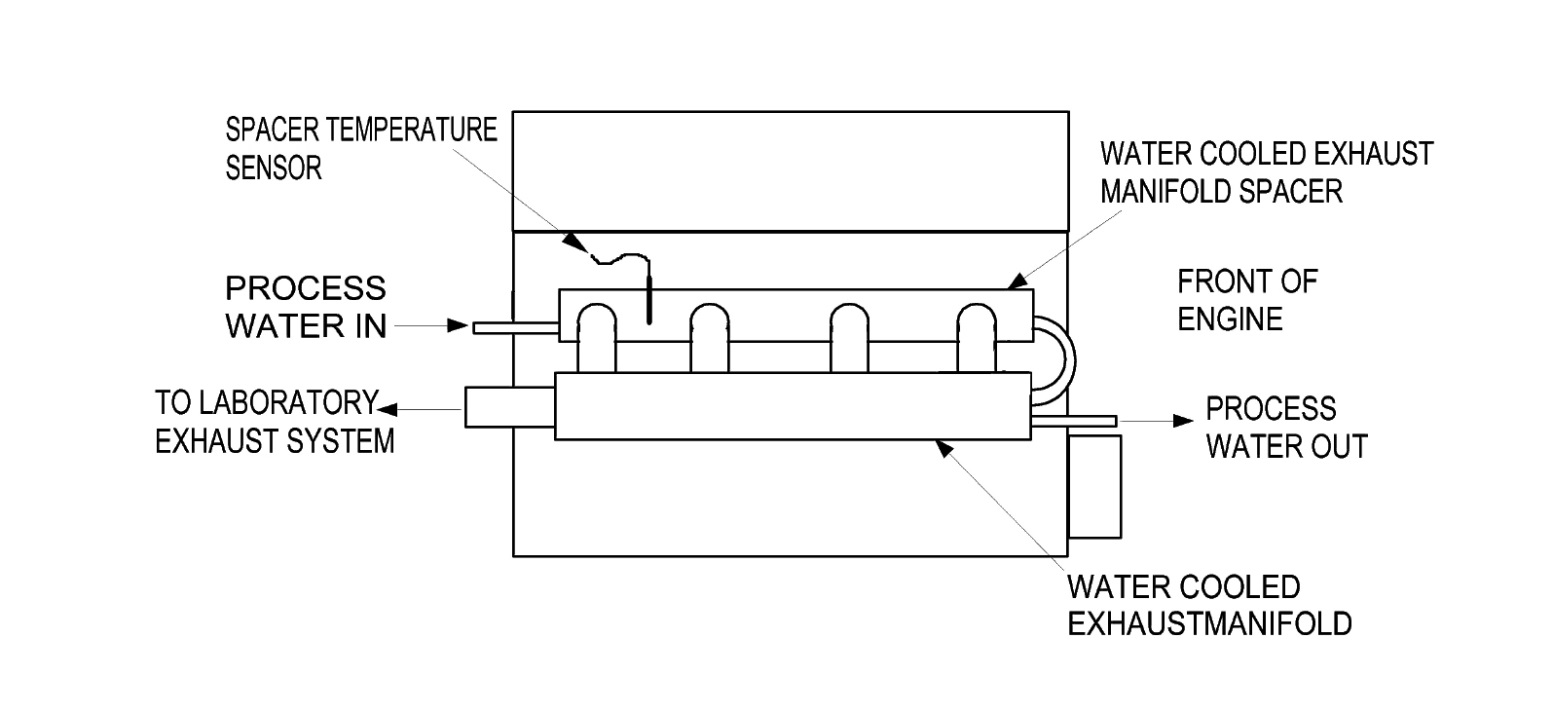 SPACER TEMPERATURE
SENSOR
WATER COOLED EXHAUST
MANIFOLD SPACER
PROCESS
WATER IN
FRONT OF
ENGINE
TO LABORATORY
EXHAUST SYSTEM
PROCESS
WATER OUT
WATER COOLED
EXHAUSTMANIFOLD